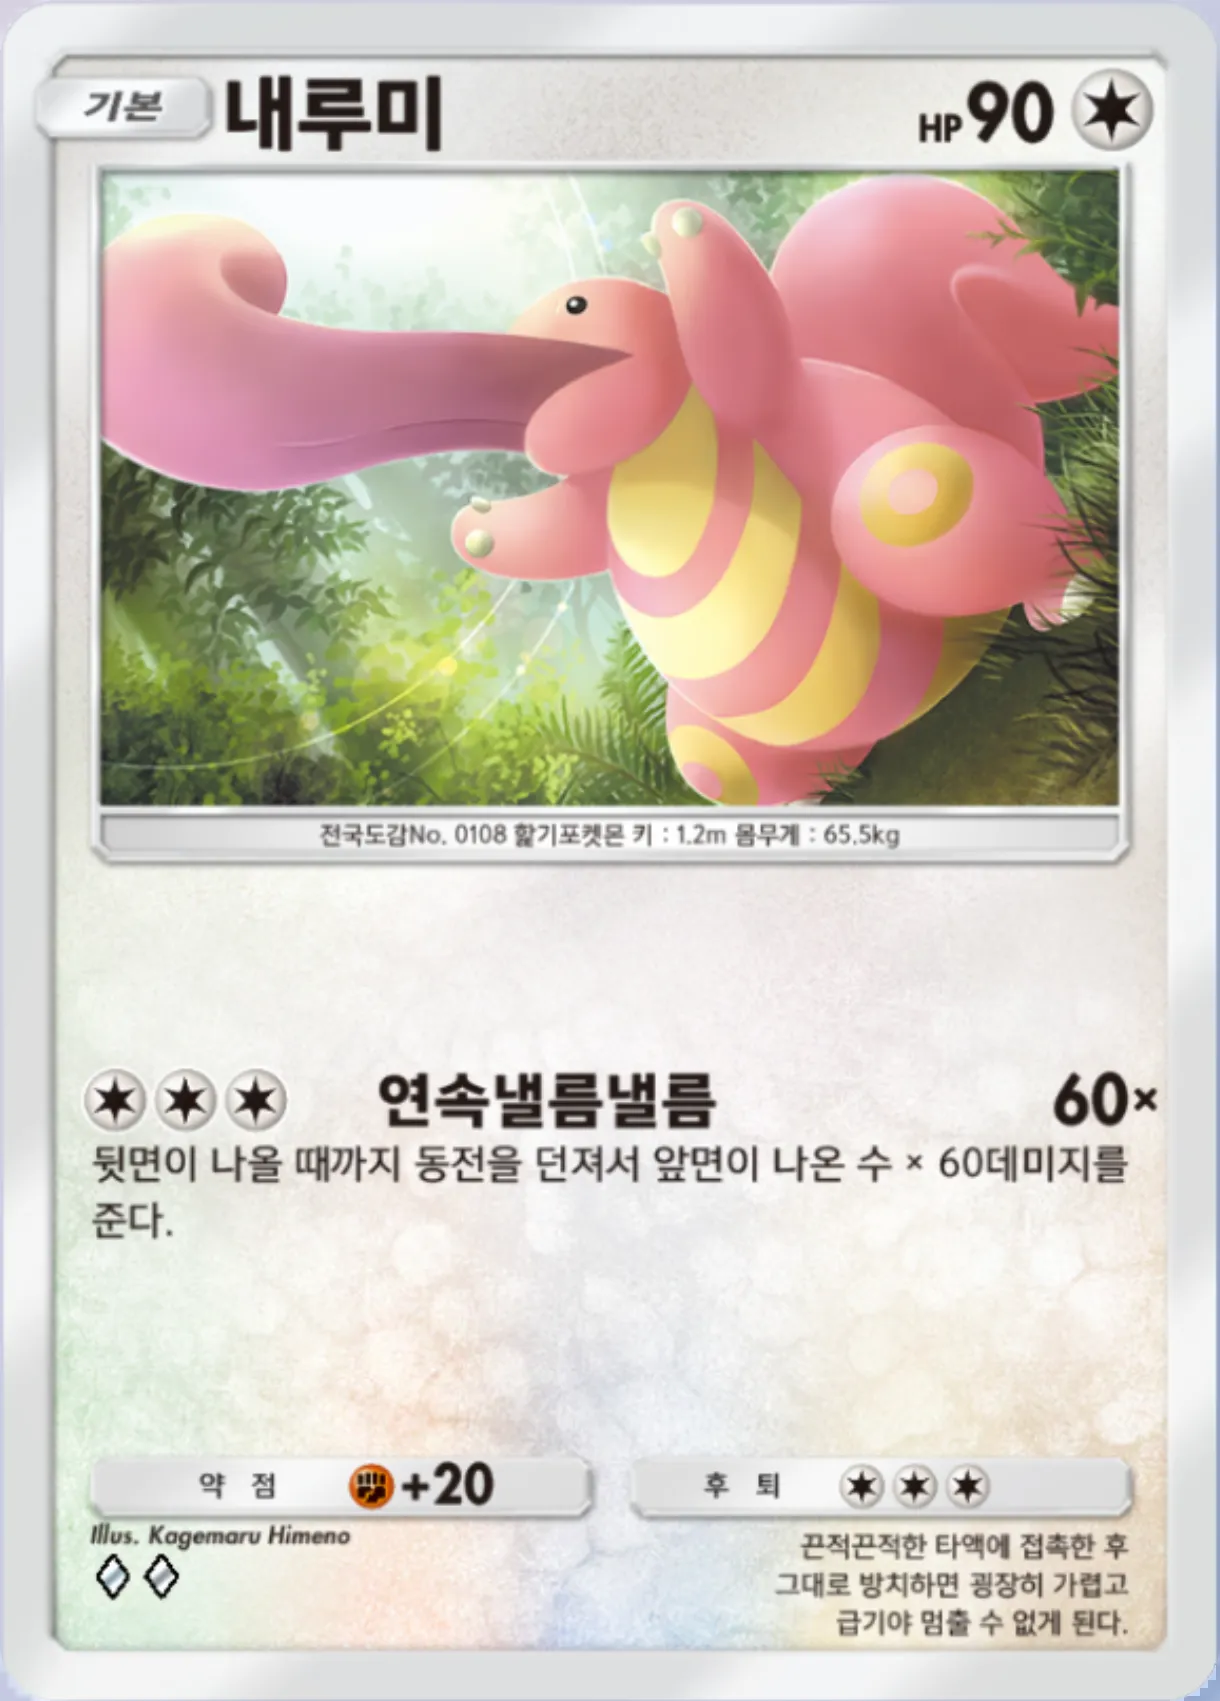 기본 내루미 HP 90
전국도감No. 0108 핥기포켓몬 키 : 1.2m 몸무게 : 65.5kg
연속낼름낼름 60×
뒷면이 나올 때까지 동전을 던져서 앞면이 나온 수 × 60데미지를
준다.
약점 +20
후퇴
Illus. Kagemaru Himeno
끈적끈적한 타액에 접촉한 후
그대로 방치하면 굉장히 가렵고
급기야 멈출 수 없게 된다.